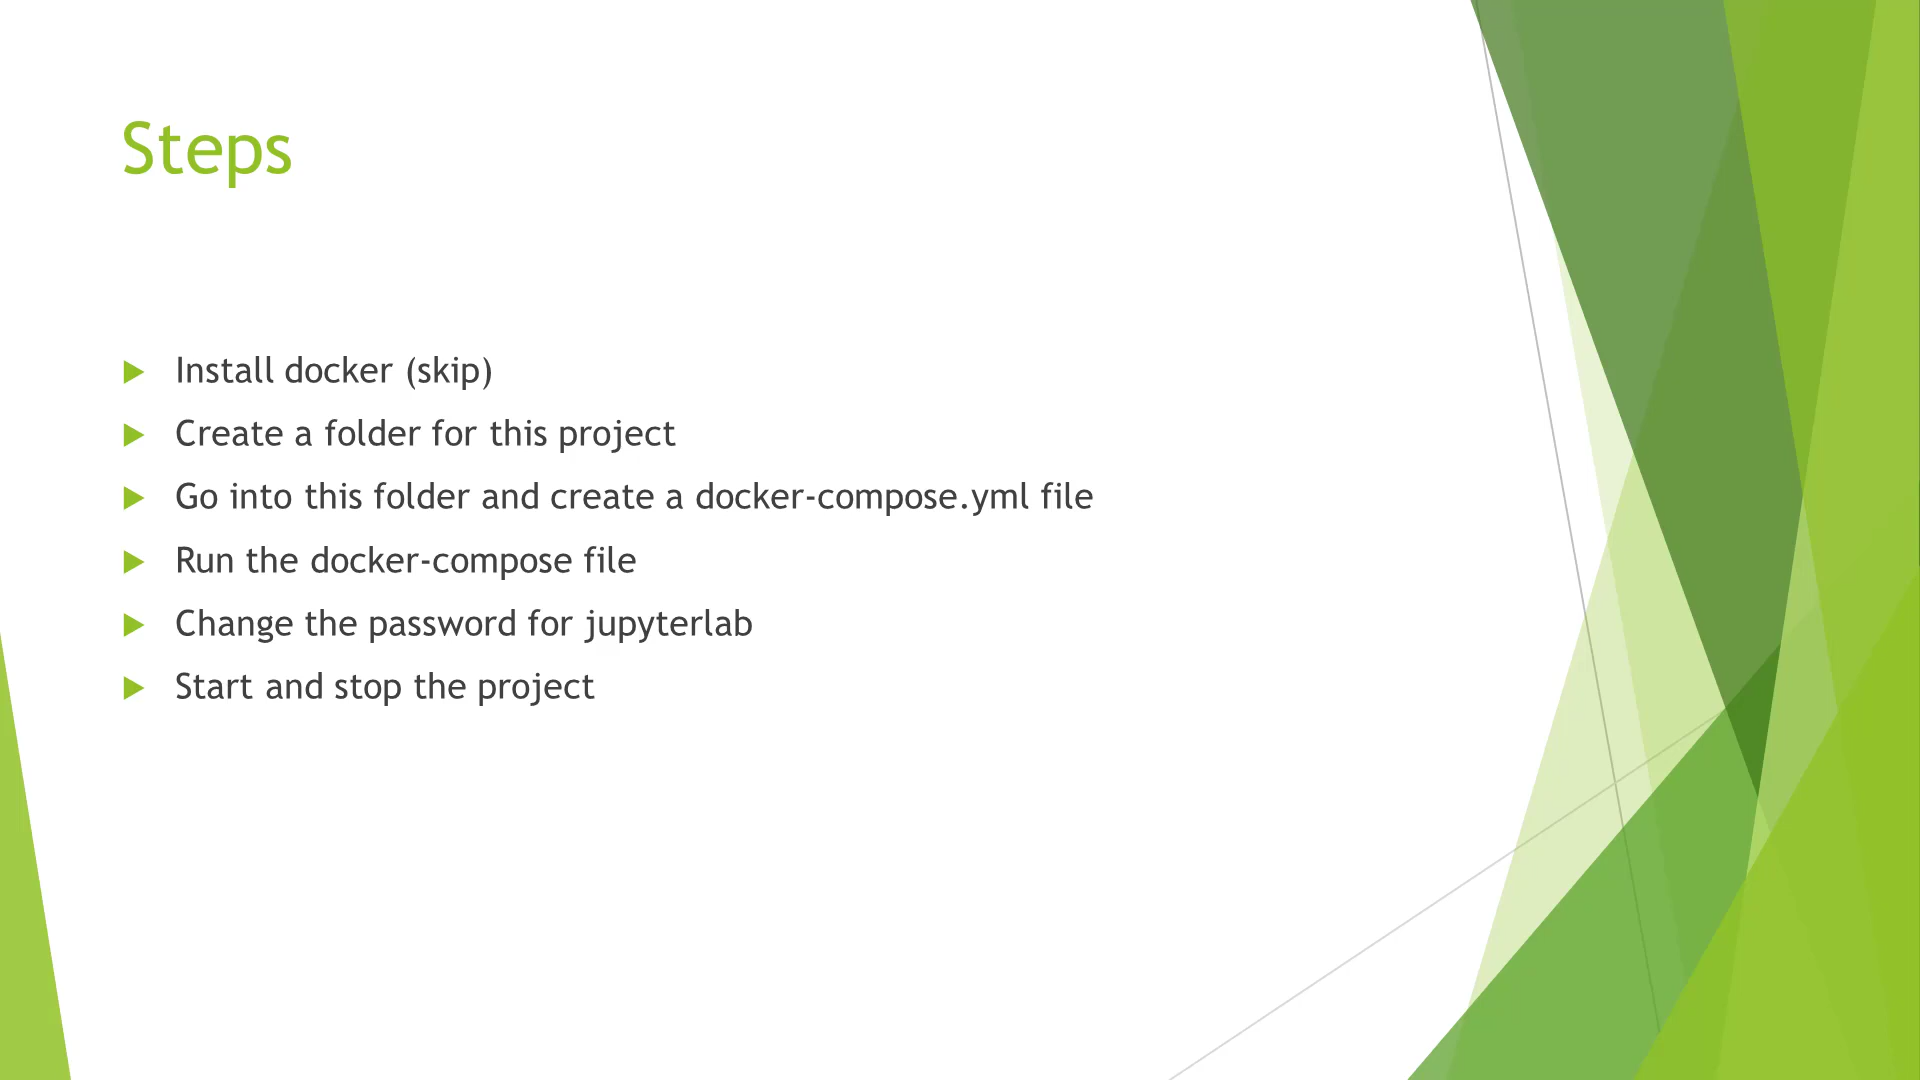 Steps
Install docker (skip)
Create a folder for this project
Go into this folder and create a docker-compose.yml file
Run the docker-compose file
Change the password for jupyterlab
Start and stop the project